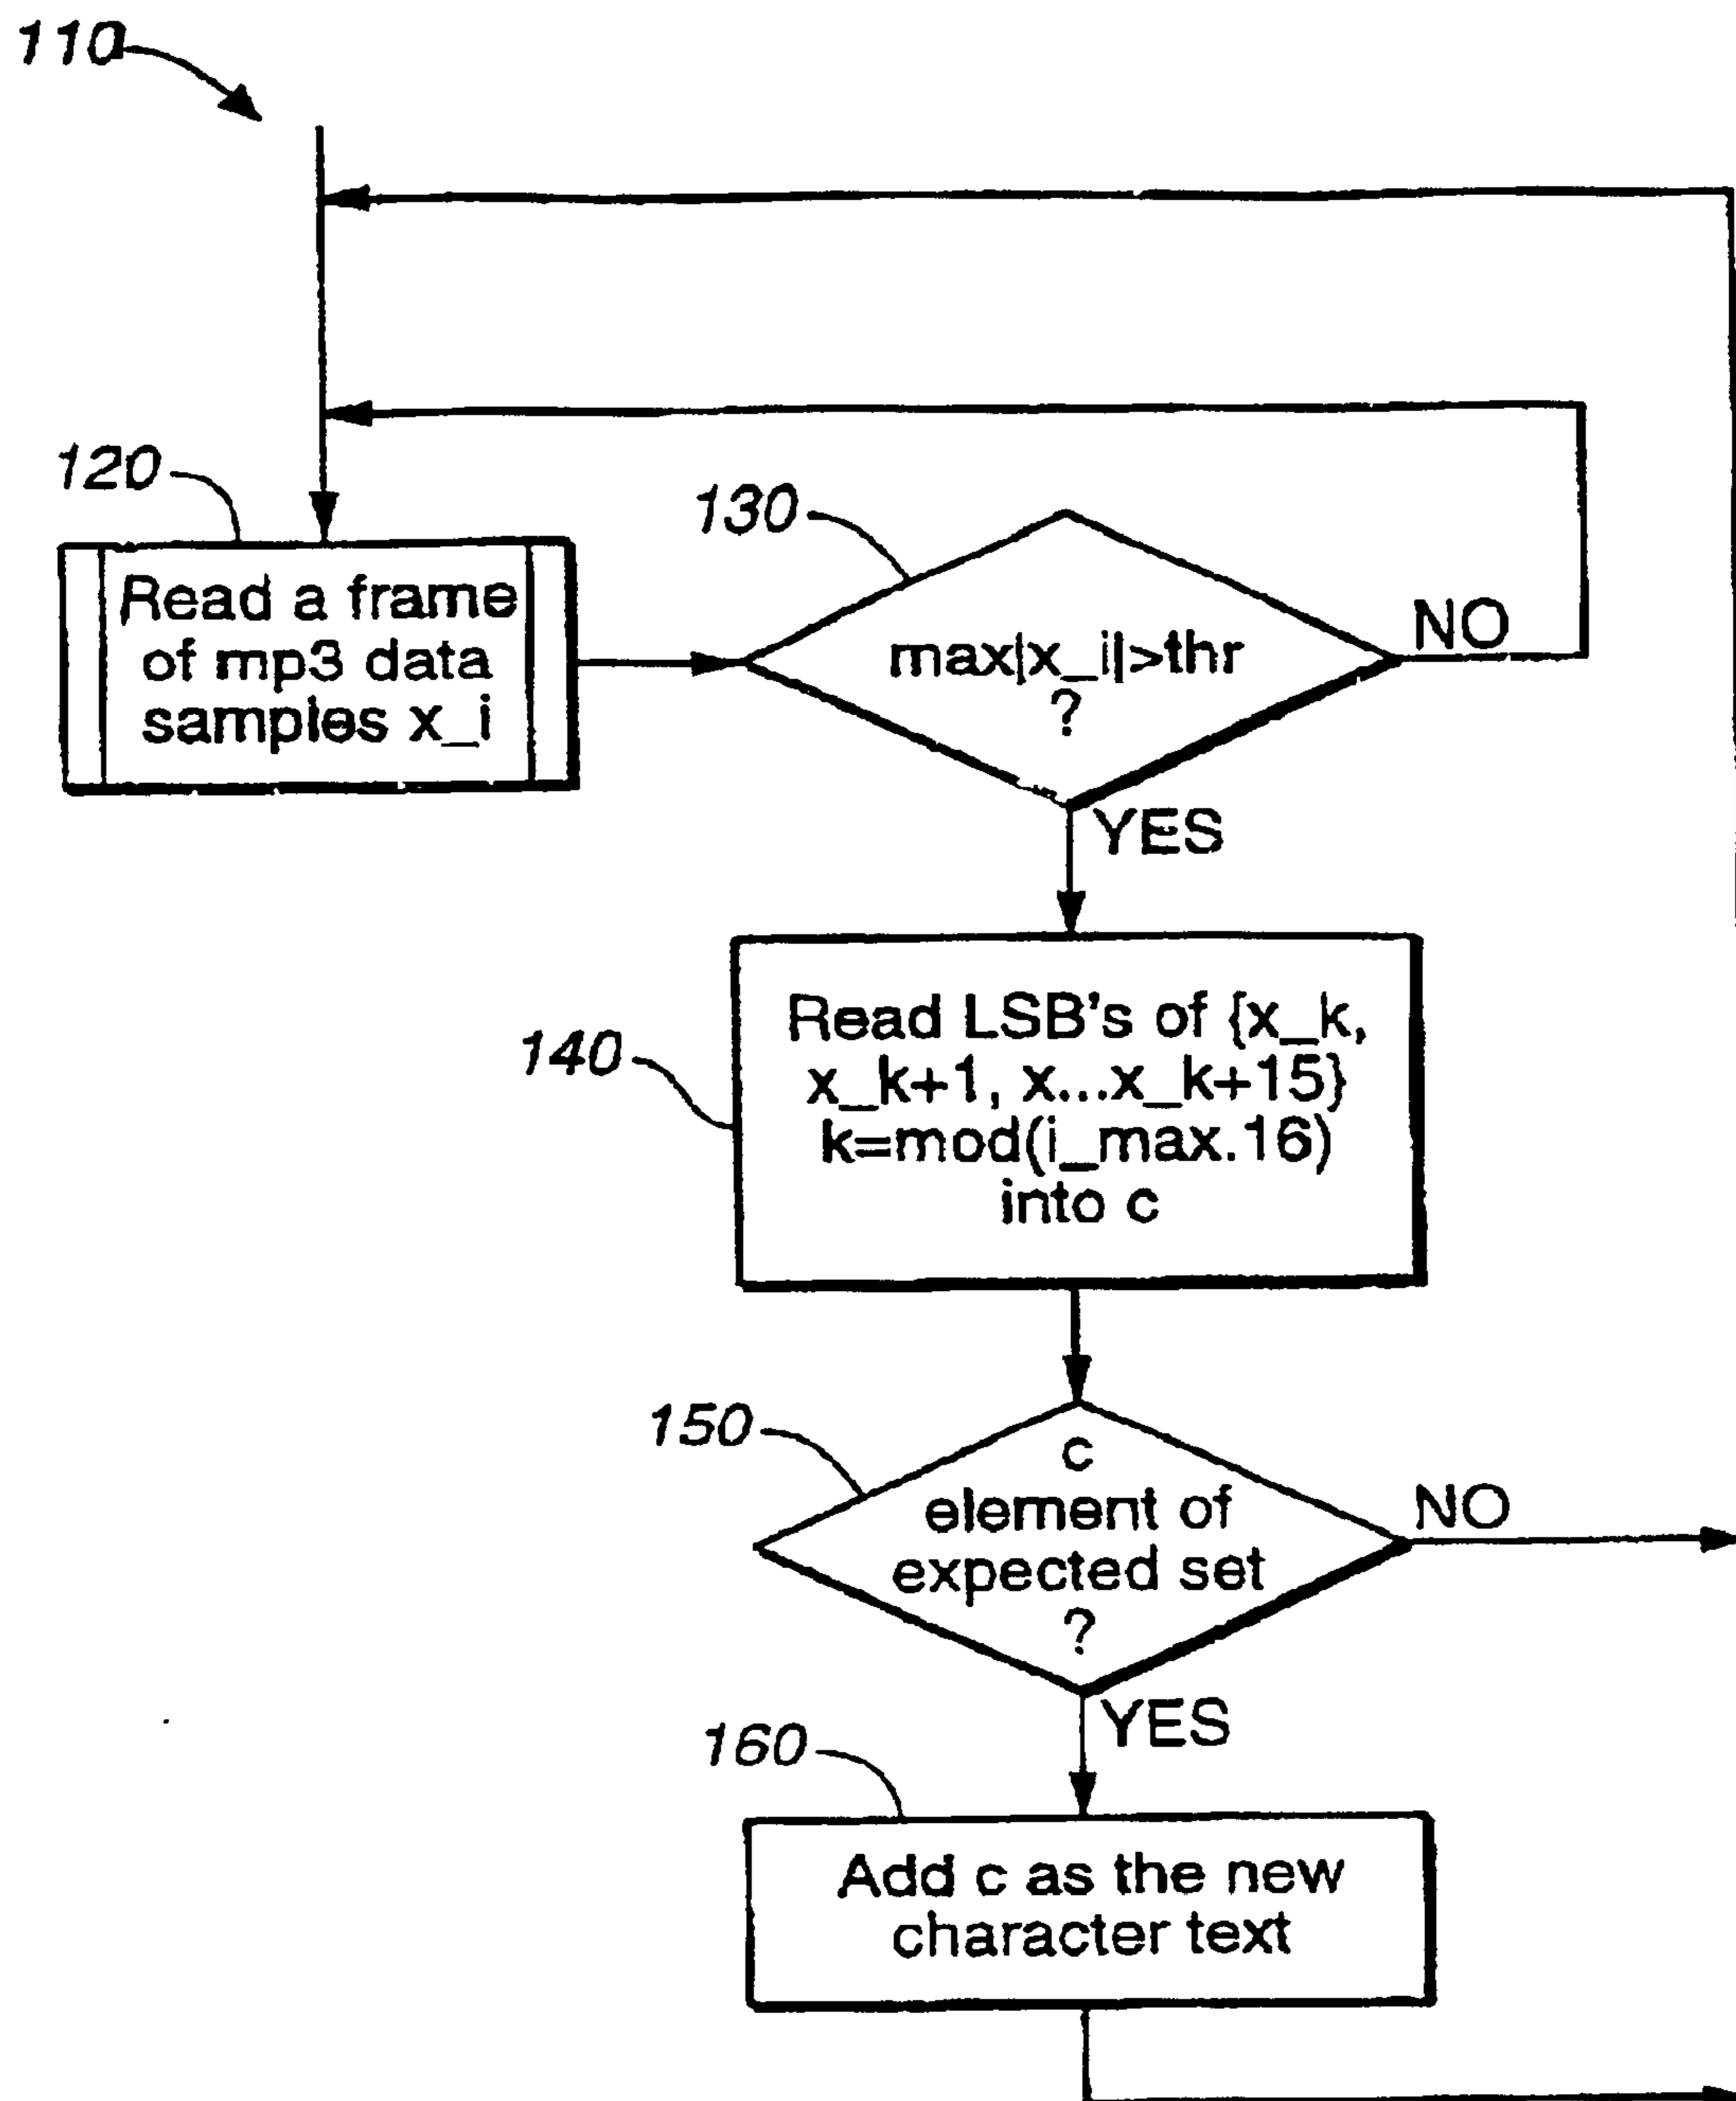 110
120
Read a frame
of mp3 data
samples x_i
130
max|x_i|>thr
?
NO
YES
140
Read LSB's of {x_k,
x_k+1, x...x_k+15}
k=mod(i_max.16)
into c
150
c
element of
expected set
?
NO
YES
160
Add c as the new
character text